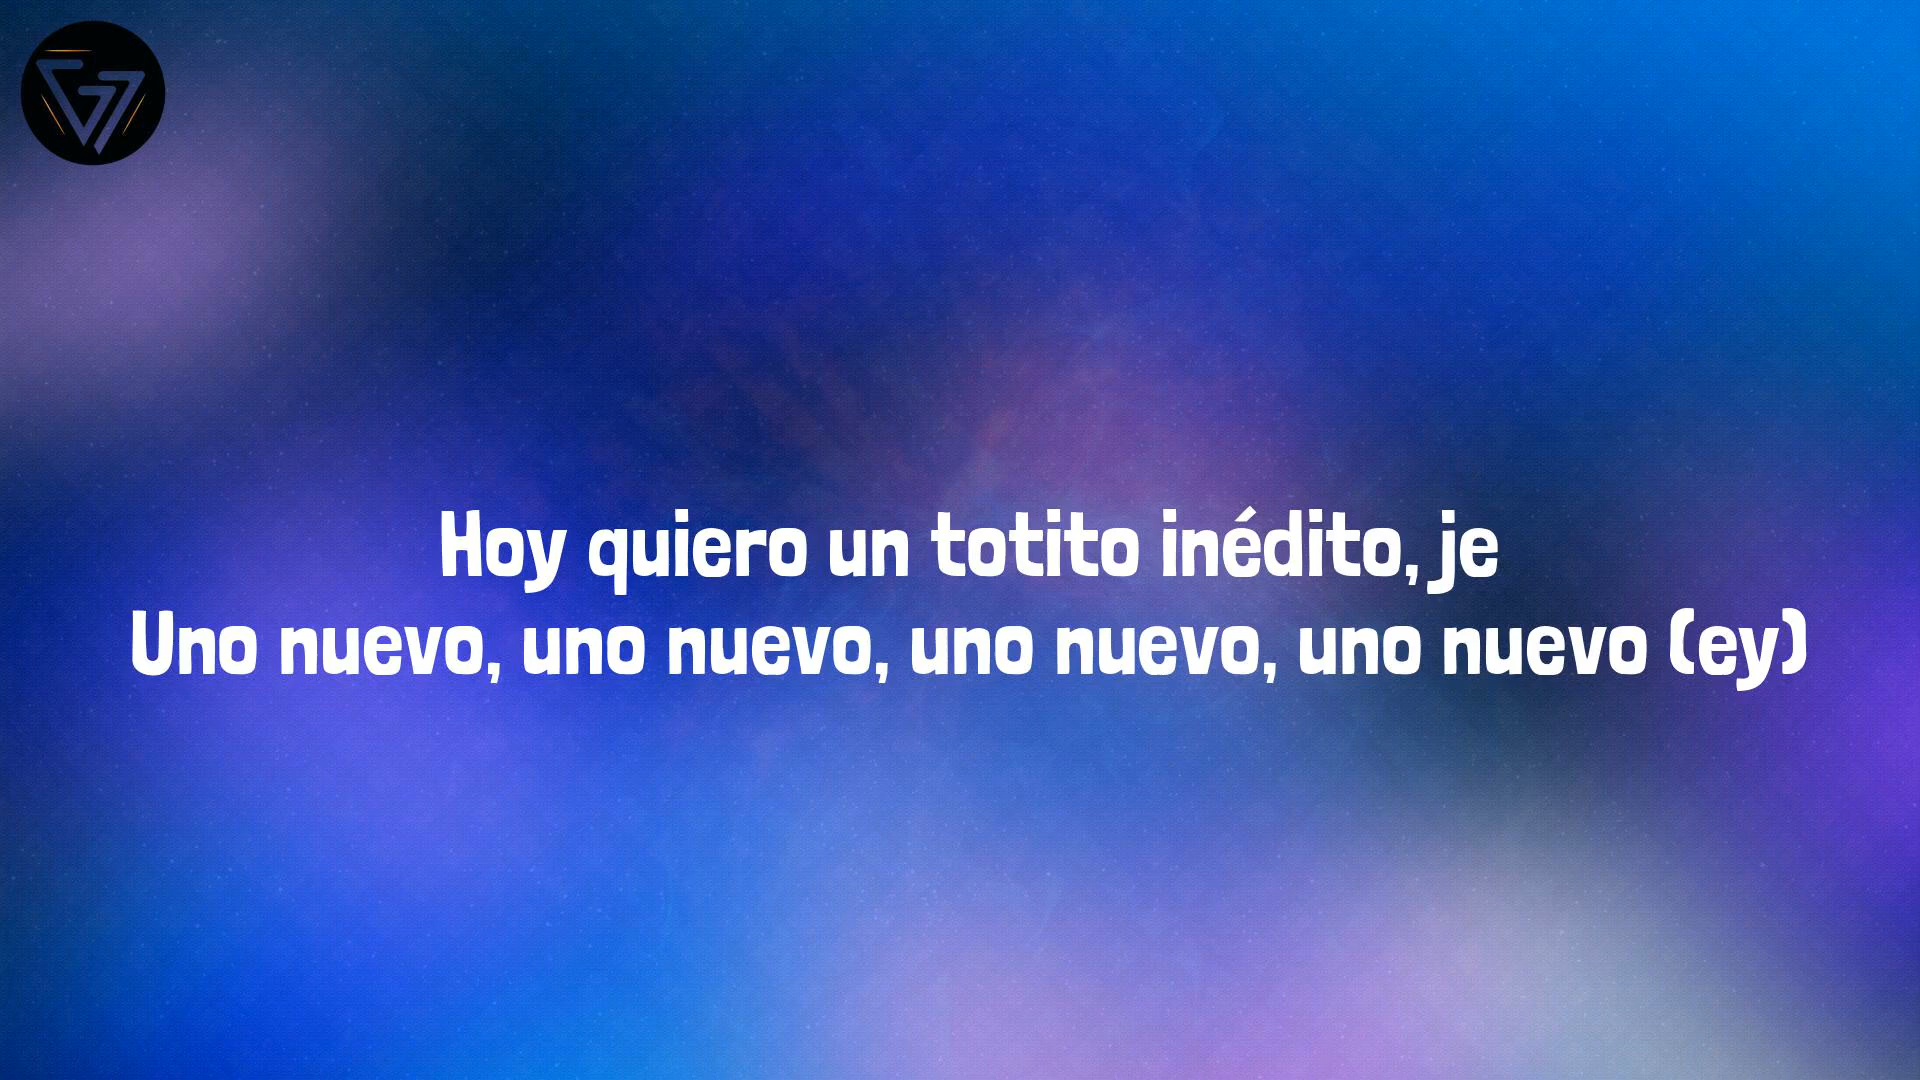 Hoy quiero un totito inédito, je
Uno nuevo, uno nuevo, uno nuevo, uno nuevo (ey)